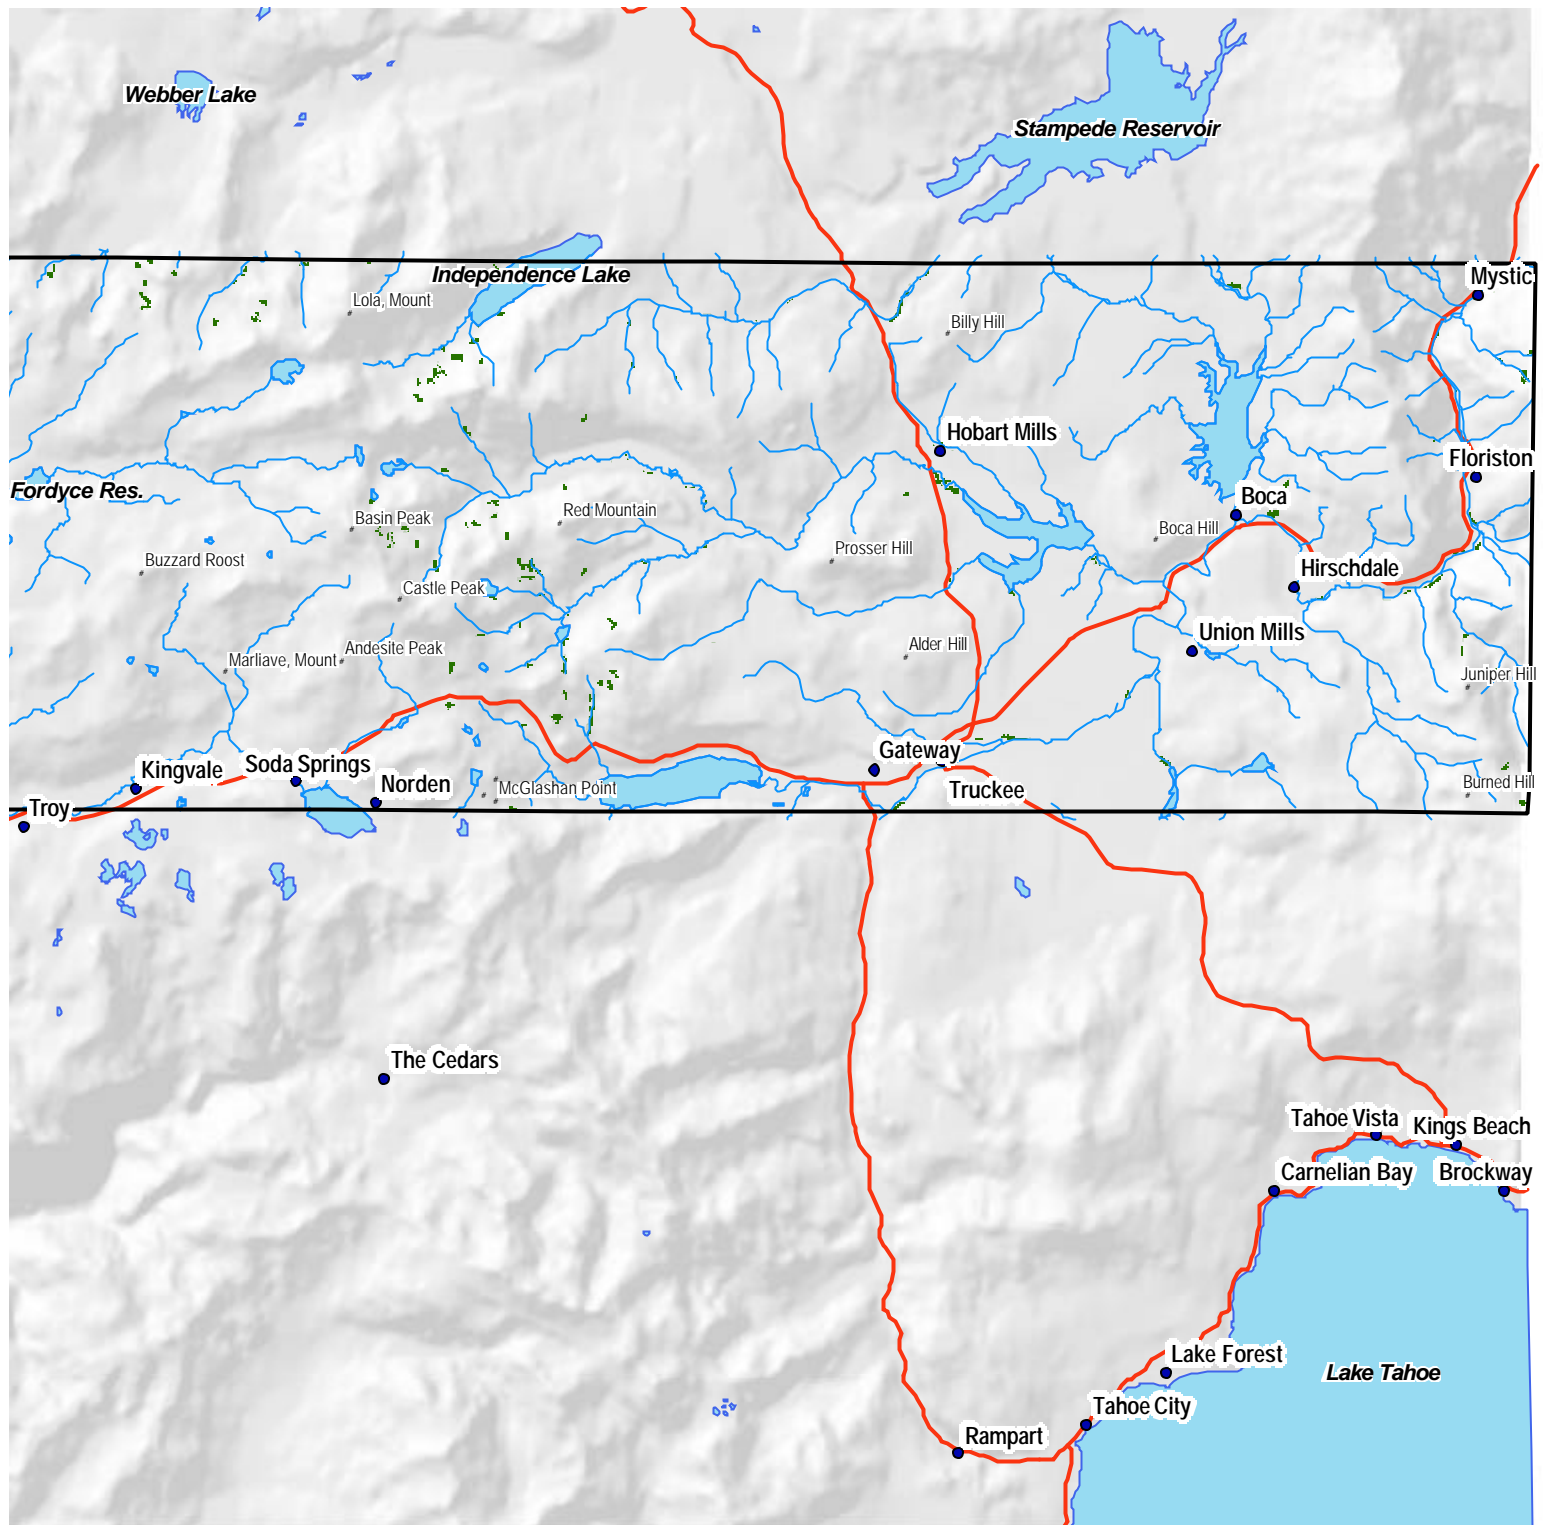 Webber Lake
Stampede Reservoir
Independence Lake
Mystic
Lola, Mount
Billy Hill
Hobart Mills
Floriston
Fordyce Res.
Boca
Basin Peak
Red Mountain
Boca Hill
Buzzard Roost
Prosser Hill
Hirschdale
Castle Peak
Union Mills
Marliave, Mount
Andesite Peak
Alder Hill
Juniper Hill
Gateway
Kingvale
Soda Springs
Norden
McGlashan Point
Truckee
Burned Hill
Troy
The Cedars
Tahoe Vista
Kings Beach
Carnelian Bay
Brockway
Lake Forest
Lake Tahoe
Tahoe City
Rampart